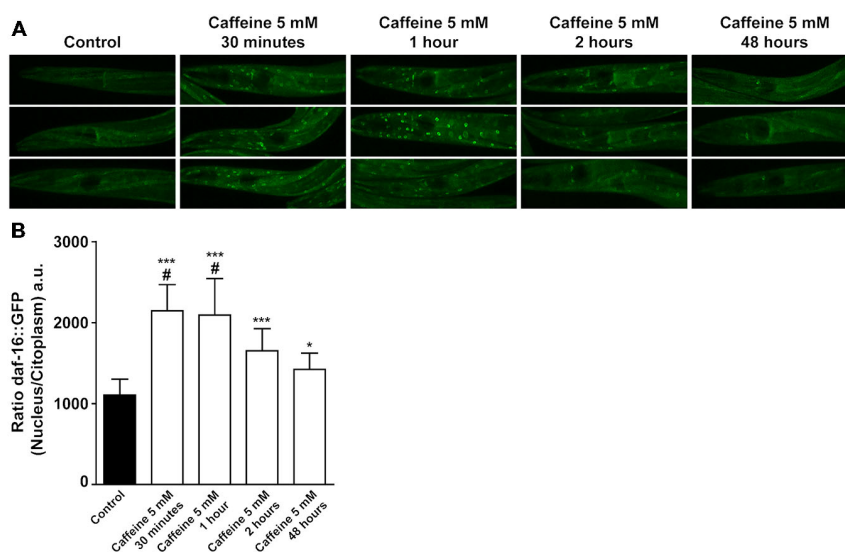 A
Control
Caffeine 5 mM
30 minutes
Caffeine 5 mM
1 hour
Caffeine 5 mM
2 hours
Caffeine 5 mM
48 hours
B
Ratio daf-16::GFP
(Nucleus/Citoplasm) a.u.
3000
2000
1000
0
***
#
***
#
***
*
Control
Caffeine 5 mM
30 minutes
Caffeine 5 mM
1 hour
Caffeine 5 mM
2 hours
Caffeine 5 mM
48 hours